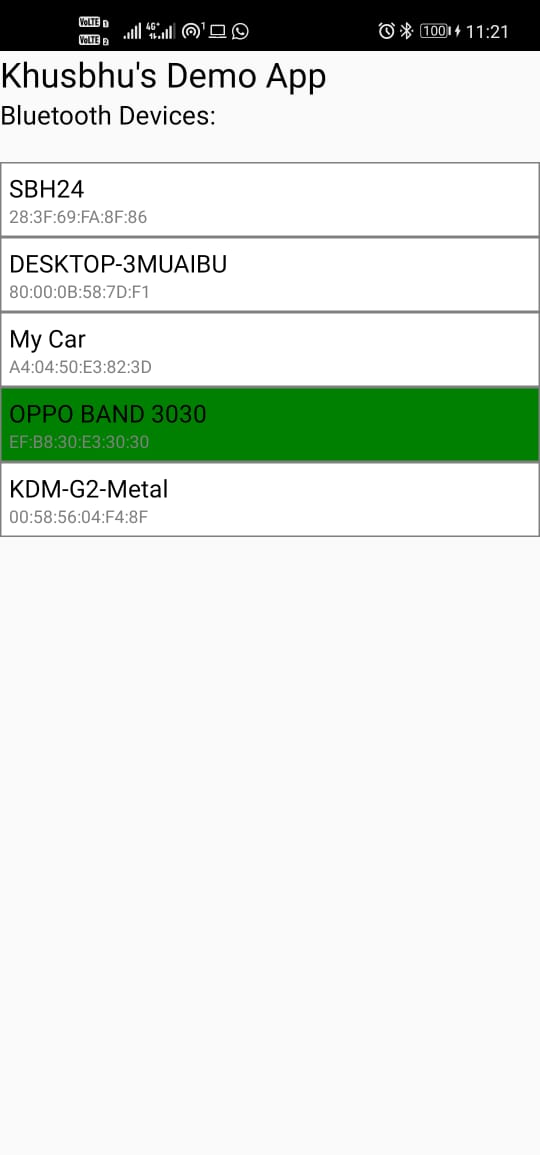 VoLTE 1
VoLTE 2
4G+
1
100
11:21
Khusbhu's Demo App
Bluetooth Devices:
SBH24
28:3F:69:FA:8F:86
DESKTOP-3MUAIBU
80:00:0B:58:7D:F1
My Car
A4:04:50:E3:82:3D
OPPO BAND 3030
EF:B8:30:E3:30:30
KDM-G2-Metal
00:58:56:04:F4:8F